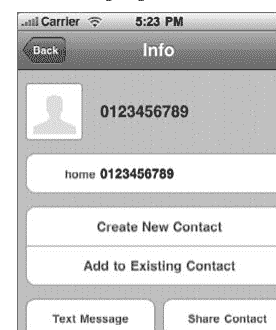 Carrier 5:23 PM
Back Info
0123456789
home 0123456789
Create New Contact
Add to Existing Contact
Text Message Share Contact